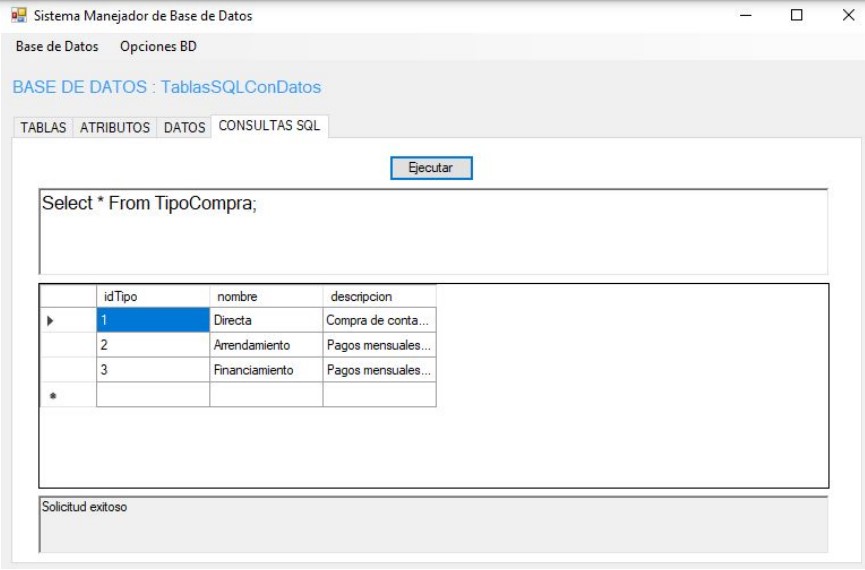 Sistema Manejador de Base de Datos
Base de Datos Opciones BD
BASE DE DATOS : TablasSQLConDatos
TABLAS ATRIBUTOS DATOS CONSULTAS SQL
Ejecutar
Select * From TipoCompra;
idTipo nombre descripcion
1 Directa Compra de conta...
2 Arrendamiento Pagos mensuales...
3 Financiamiento Pagos mensuales...
Solicitud exitoso